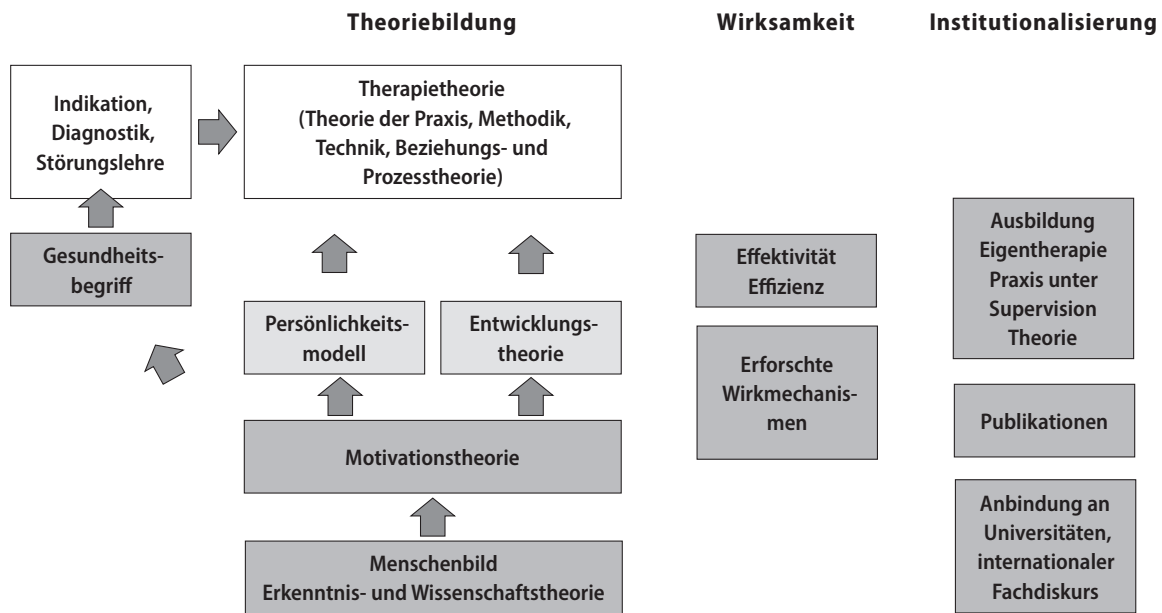 Theoriebildung
Wirksamkeit
Institutionalisierung
Indikation,
Diagnostik,
Störungslehre
Therapietheorie
(Theorie der Praxis, Methodik,
Technik, Beziehungs- und
Prozesstheorie)
Gesundheits-
begriff
Persönlichkeits-
modell
Entwicklungs-
theorie
Motivationstheorie
Menschenbild
Erkenntnis- und Wissenschaftstheorie
Effektivität
Effizienz
Erforschte
Wirkmechanis-
men
Ausbildung
Eigentherapie
Praxis unter
Supervision
Theorie
Publikationen
Anbindung an
Universitäten,
internationaler
Fachdiskurs